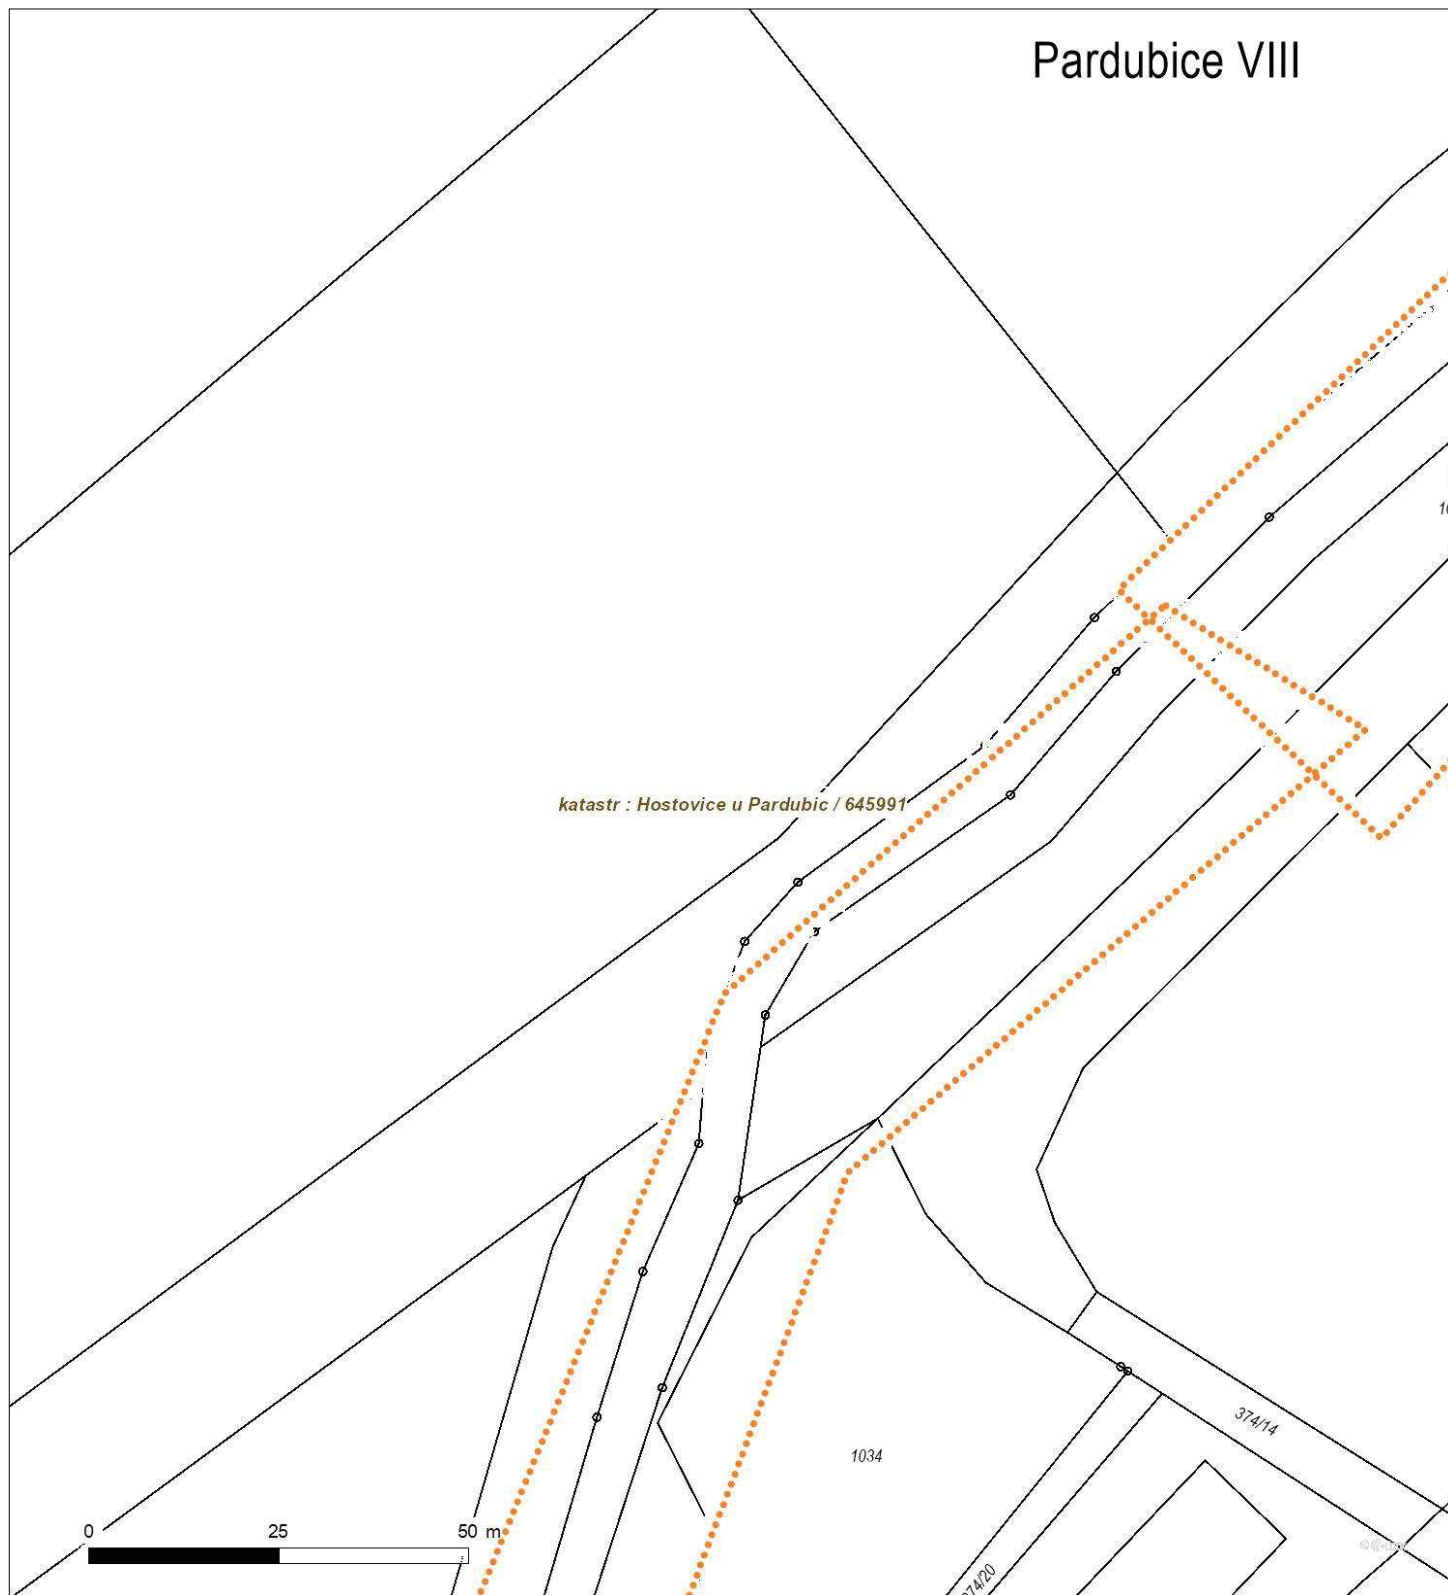 Pardubice VIII
katastr : Hostovice u Pardubic / 645991
374/14
1034
0 25 50 m